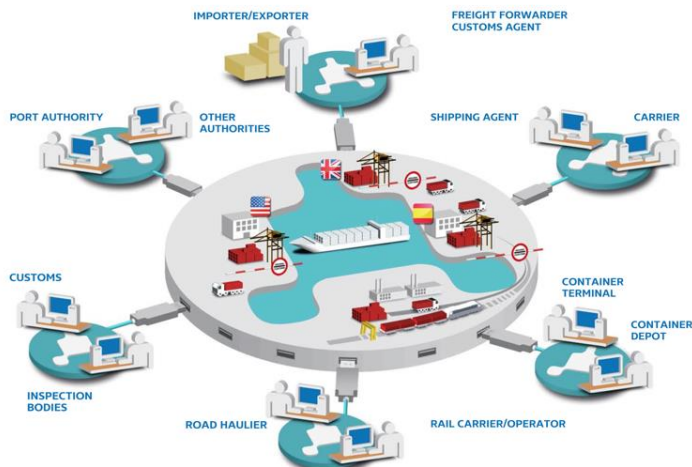 IMPORTER/EXPORTER
FREIGHT FORWARDER
CUSTOMS AGENT
PORT AUTHORITY
OTHER
AUTHORITIES
SHIPPING AGENT
CARRIER
CUSTOMS
INSPECTION
BODIES
CONTAINER
TERMINAL
CONTAINER
DEPOT
ROAD HAULIER
RAIL CARRIER/OPERATOR